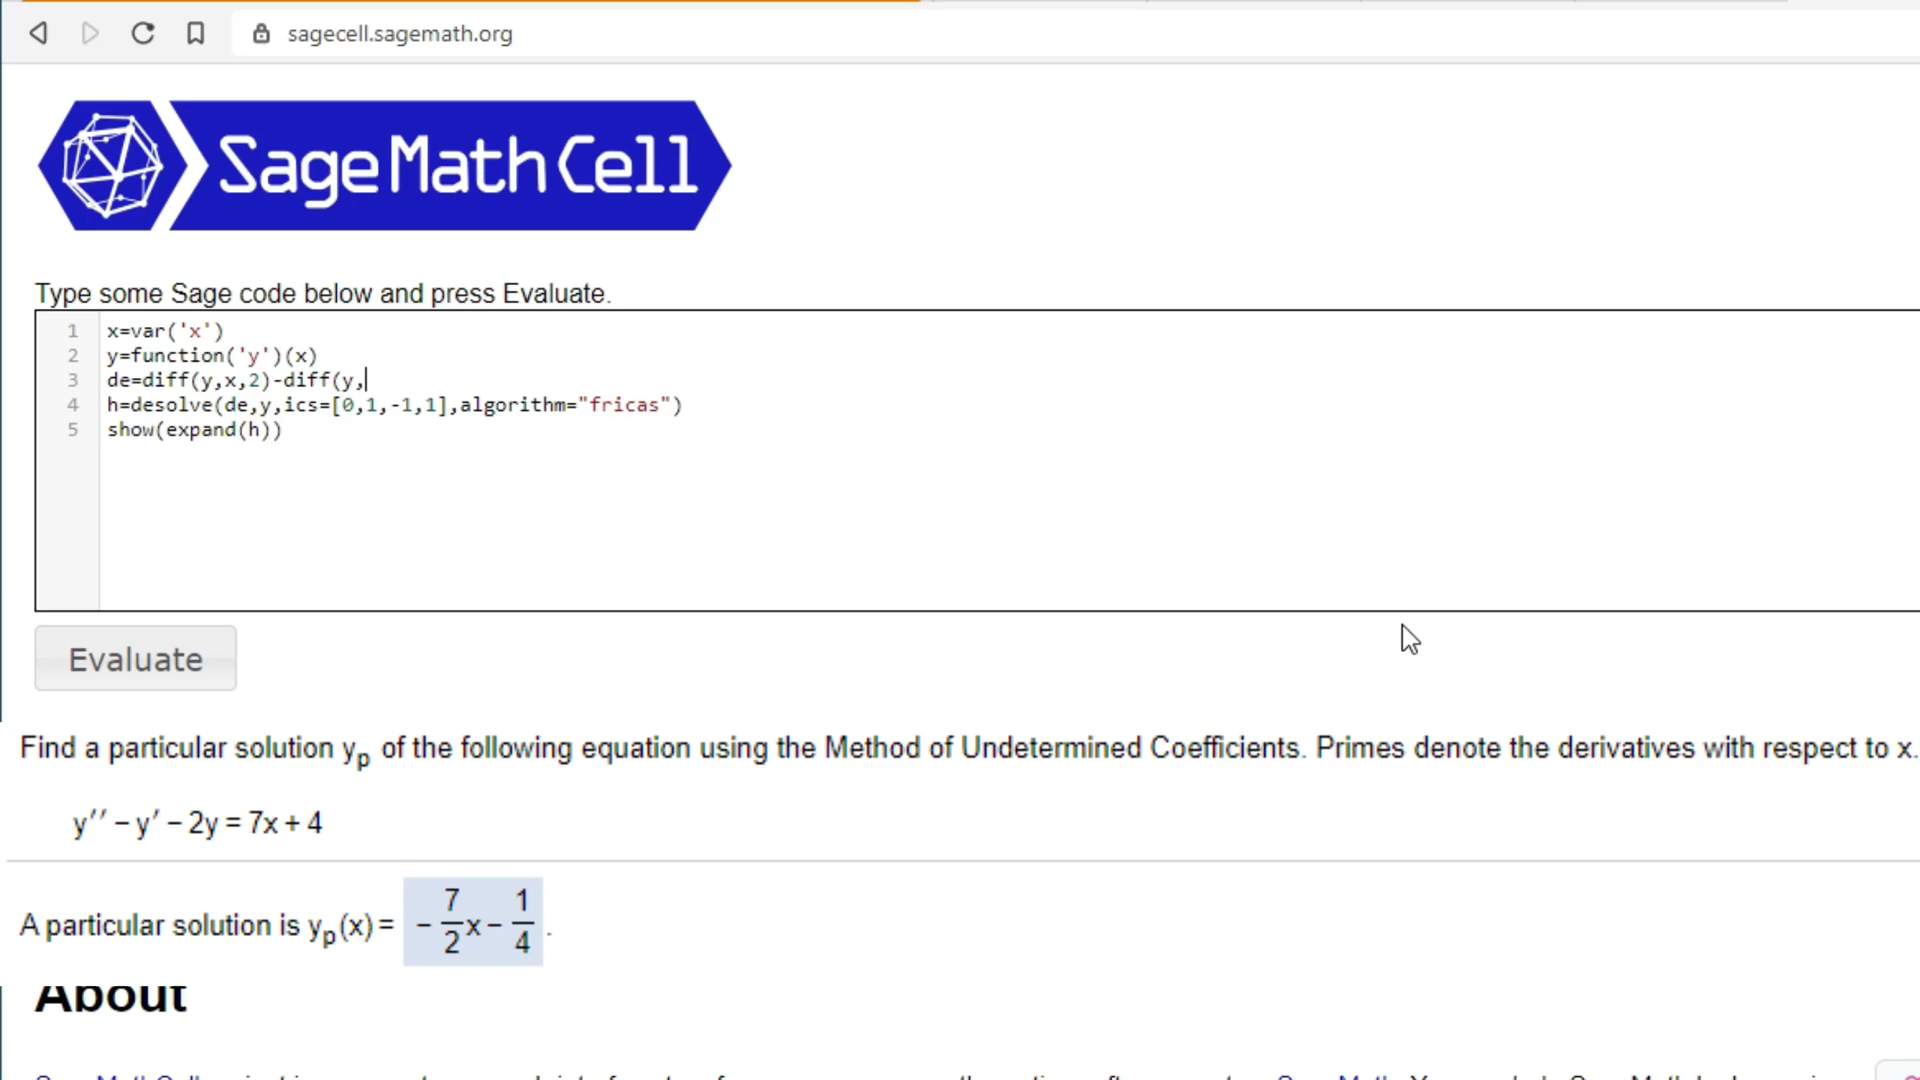 sagecell.sagemath.org
SageMathCell
Type some Sage code below and press Evaluate.
1 x=var('x')
2 y=function('y')(x)
3 de=diff(y,x,2)-diff(y,
4 h=desolve(de,y,ics=[0,1,-1,1],algorithm="fricas")
5 show(expand(h))
Evaluate
Find a particular solution yₚ of the following equation using the Method of Undetermined Coefficients. Primes denote the derivatives with respect to x.
y′′ − y′ − 2y = 7x + 4
A particular solution is yₚ(x) = − 7/2 x − 1/4 .
About